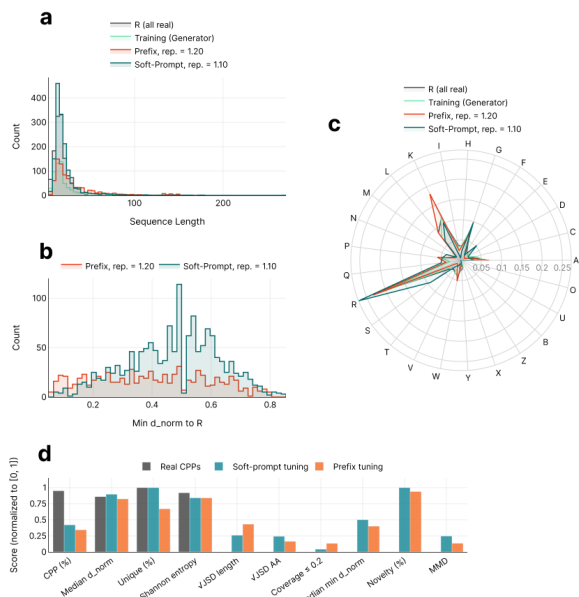 a
R (all real)
Training (Generator)
Prefix, rep. = 1.20
Soft-Prompt, rep. = 1.10
400
300
200
100
0
Count
100
200
Sequence Length
b
Prefix, rep. = 1.20
Soft-Prompt, rep. = 1.10
100
50
0
Count
0.2
0.4
0.6
0.8
Min d_norm to R
c
R (all real)
Training (Generator)
Prefix, rep. = 1.20
Soft-Prompt, rep. = 1.10
H
G
F
E
D
C
A
O
U
B
Z
X
Y
W
V
T
S
R
Q
P
N
M
L
K
I
0
0.05
0.1
0.15
0.2
0.25
d
Real CPPs
Soft-prompt tuning
Prefix tuning
Score (normalized to [0, 1])
1
0.75
0.5
0.25
0
CPP (%)
Median d_norm
Unique (%)
Shannon entropy
√JSD length
√JSD AA
Coverage ≤ 0.2
dian min d_norm
Novelty (%)
MMD